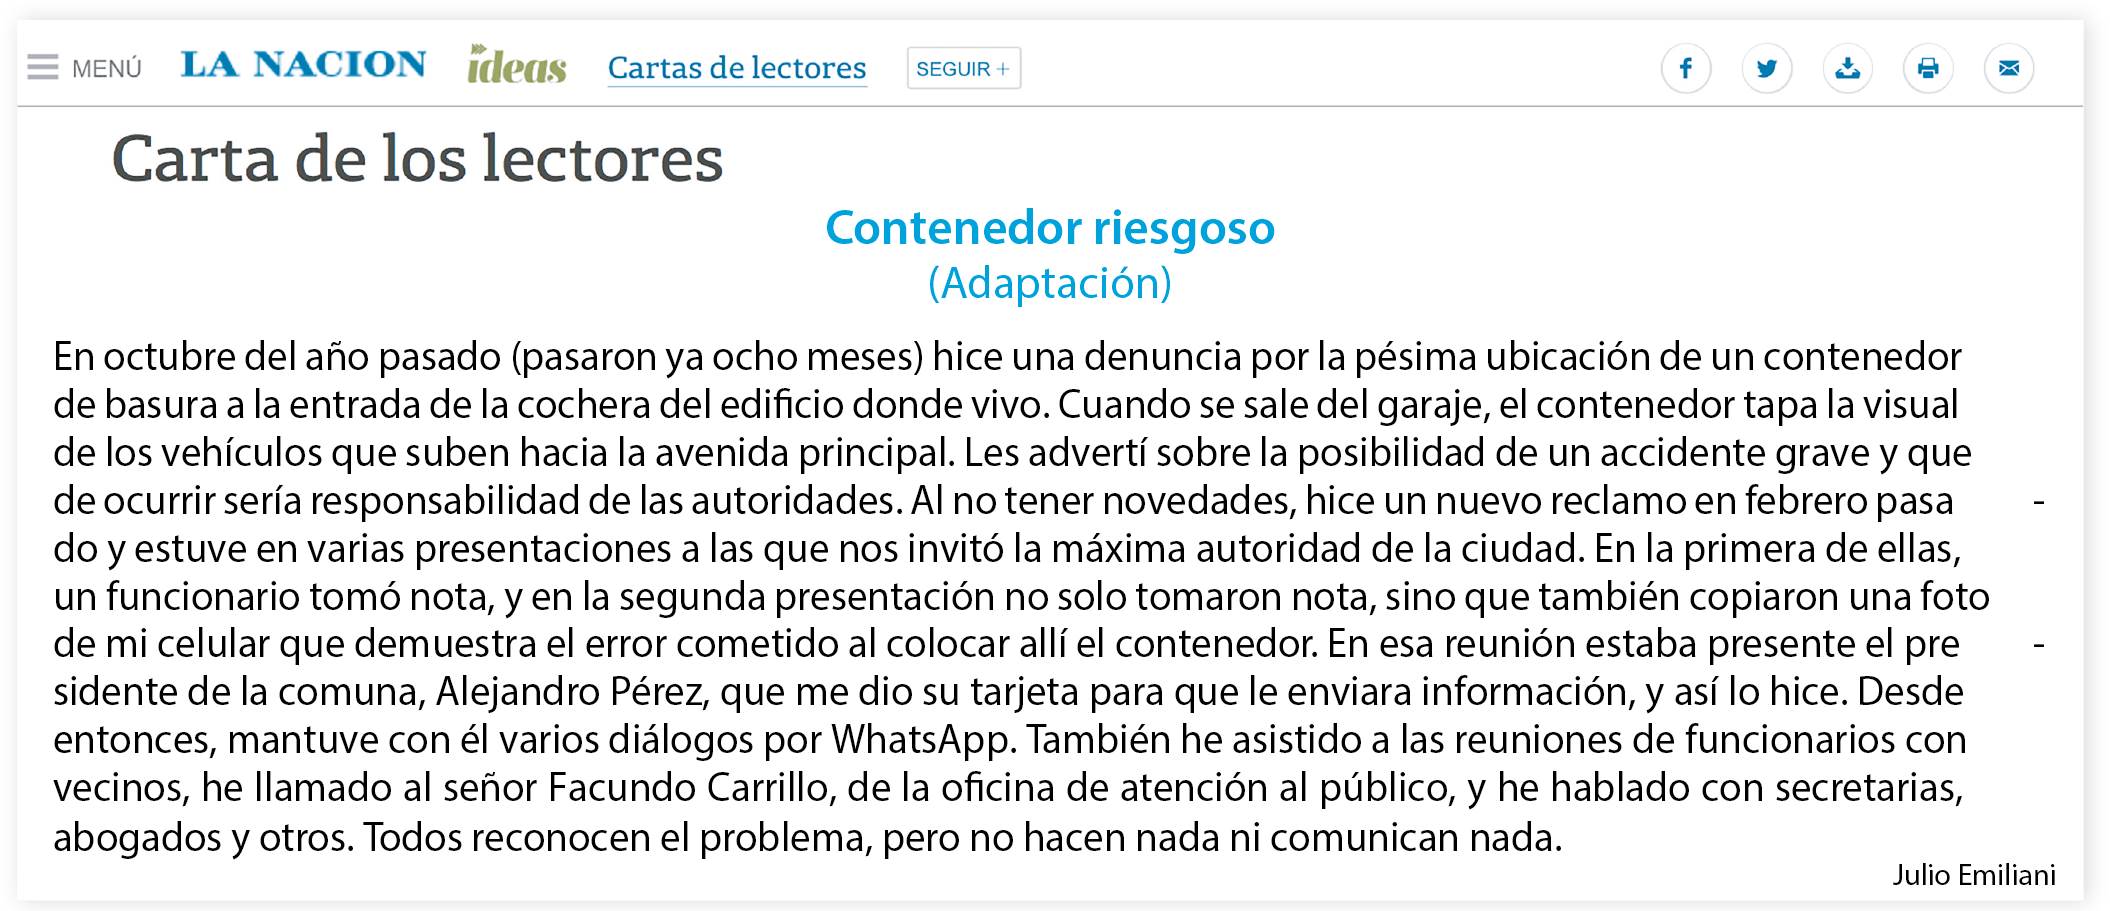 MENÚ LA NACION ideas Cartas de lectores SEGUIR +
Carta de los lectores
Contenedor riesgoso
(Adaptación)
En octubre del año pasado (pasaron ya ocho meses) hice una denuncia por la pésima ubicación de un contenedor
de basura a la entrada de la cochera del edificio donde vivo. Cuando se sale del garaje, el contenedor tapa la visual
de los vehículos que suben hacia la avenida principal. Les advertí sobre la posibilidad de un accidente grave y que
de ocurrir sería responsabilidad de las autoridades. Al no tener novedades, hice un nuevo reclamo en febrero pasa -
do y estuve en varias presentaciones a las que nos invitó la máxima autoridad de la ciudad. En la primera de ellas,
un funcionario tomó nota, y en la segunda presentación no solo tomaron nota, sino que también copiaron una foto
de mi celular que demuestra el error cometido al colocar allí el contenedor. En esa reunión estaba presente el pre -
sidente de la comuna, Alejandro Pérez, que me dio su tarjeta para que le enviara información, y así lo hice. Desde
entonces, mantuve con él varios diálogos por WhatsApp. También he asistido a las reuniones de funcionarios con
vecinos, he llamado al señor Facundo Carrillo, de la oficina de atención al público, y he hablado con secretarias,
abogados y otros. Todos reconocen el problema, pero no hacen nada ni comunican nada.
Julio Emiliani